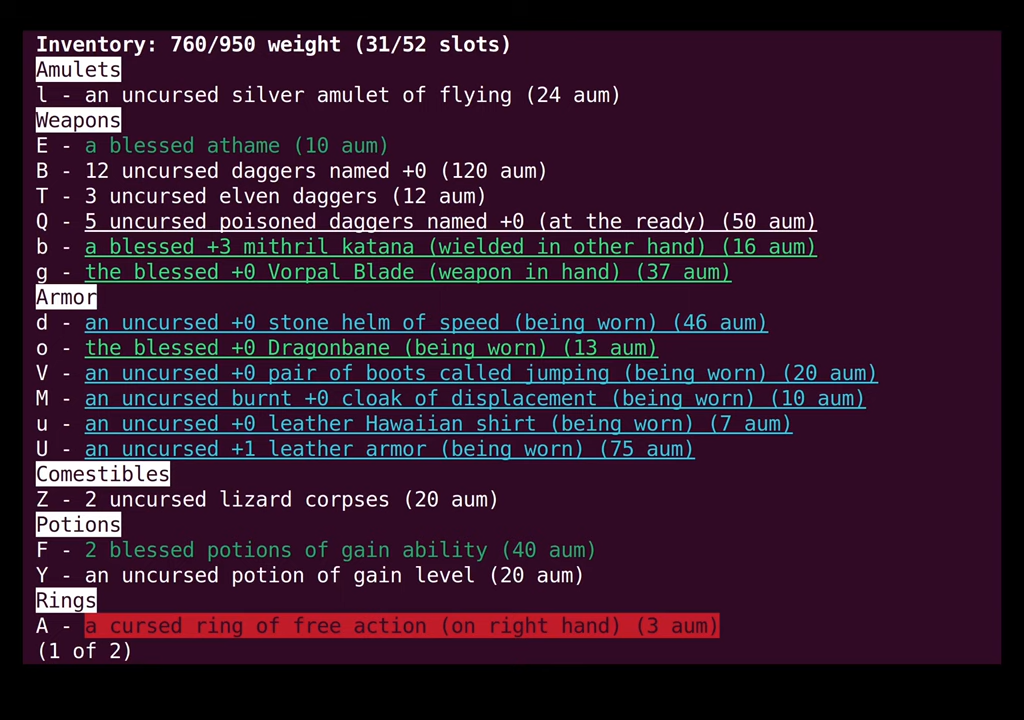 Inventory: 760/950 weight (31/52 slots)
Amulets
l - an uncursed silver amulet of flying (24 aum)
Weapons
E - a blessed athame (10 aum)
B - 12 uncursed daggers named +0 (120 aum)
T - 3 uncursed elven daggers (12 aum)
Q - 5 uncursed poisoned daggers named +0 (at the ready) (50 aum)
b - a blessed +3 mithril katana (wielded in other hand) (16 aum)
g - the blessed +0 Vorpal Blade (weapon in hand) (37 aum)
Armor
d - an uncursed +0 stone helm of speed (being worn) (46 aum)
o - the blessed +0 Dragonbane (being worn) (13 aum)
V - an uncursed +0 pair of boots called jumping (being worn) (20 aum)
M - an uncursed burnt +0 cloak of displacement (being worn) (10 aum)
u - an uncursed +0 leather Hawaiian shirt (being worn) (7 aum)
U - an uncursed +1 leather armor (being worn) (75 aum)
Comestibles
Z - 2 uncursed lizard corpses (20 aum)
Potions
F - 2 blessed potions of gain ability (40 aum)
Y - an uncursed potion of gain level (20 aum)
Rings
A - a cursed ring of free action (on right hand) (3 aum)
(1 of 2)